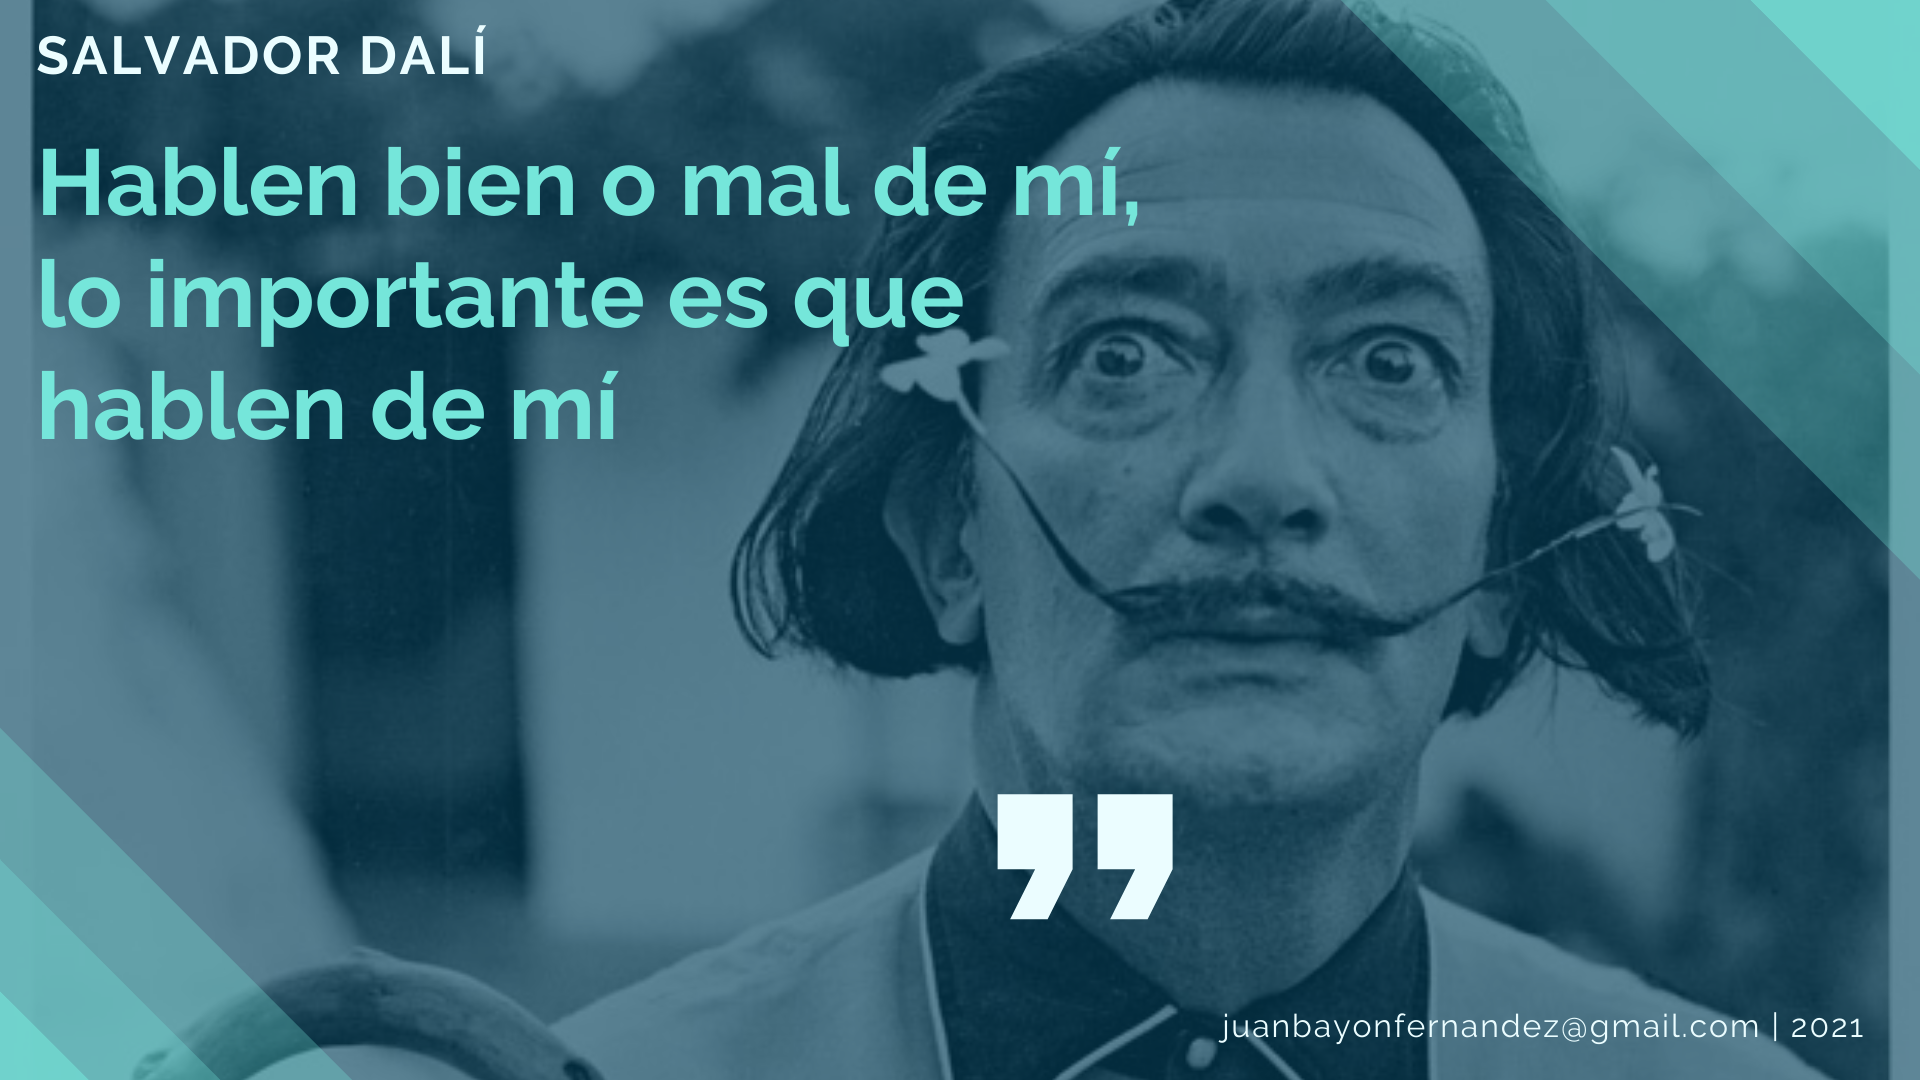 SALVADOR DALÍ
Hablen bien o mal de mí,
lo importante es que
hablen de mí
”
juanbayonfernandez@gmail.com | 2021